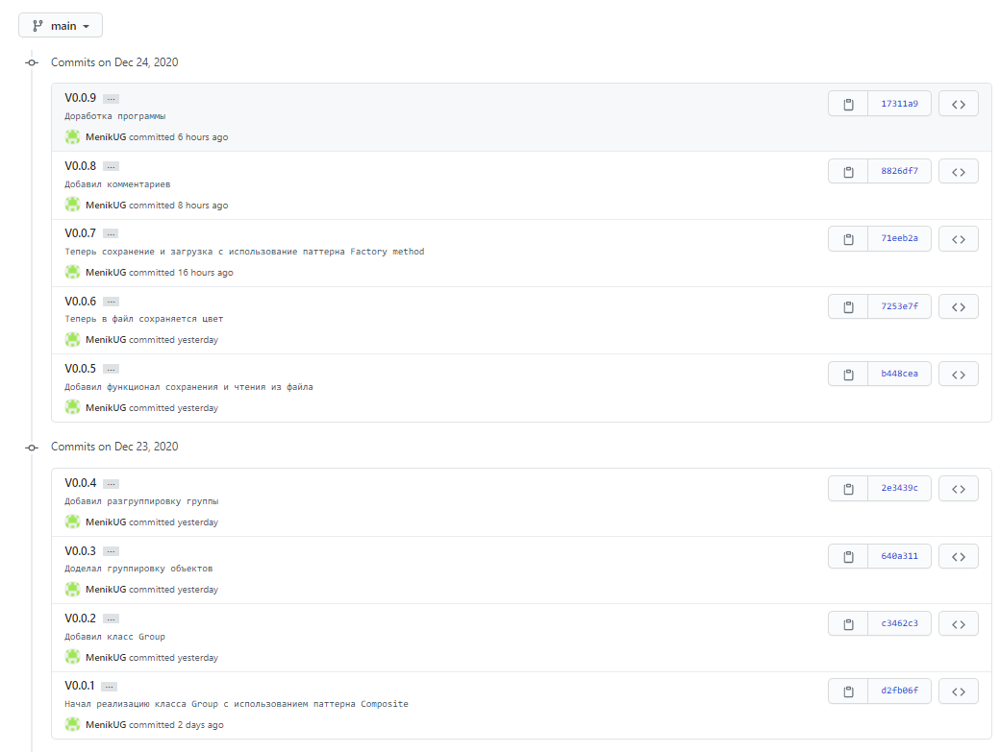 main
Commits on Dec 24, 2020
V0.0.9 ...
17311a9
Доработка программы
MenikUG committed 6 hours ago
V0.0.8 ...
8826df7
Добавил комментариев
MenikUG committed 8 hours ago
V0.0.7 ...
71eeb2a
Теперь сохранение и загрузка с использование паттерна Factory method
MenikUG committed 16 hours ago
V0.0.6 ...
7253e7f
Теперь в файл сохраняется цвет
MenikUG committed yesterday
V0.0.5 ...
b448cea
Добавил функционал сохранения и чтения из файла
MenikUG committed yesterday
Commits on Dec 23, 2020
V0.0.4 ...
2e3439c
Добавил разгруппировку группы
MenikUG committed yesterday
V0.0.3 ...
640a311
Доделал группировку объектов
MenikUG committed yesterday
V0.0.2 ...
c3462c3
Добавил класс Group
MenikUG committed yesterday
V0.0.1 ...
d2fb06f
Начал реализацию класса Group с использованием паттерна Composite
MenikUG committed 2 days ago